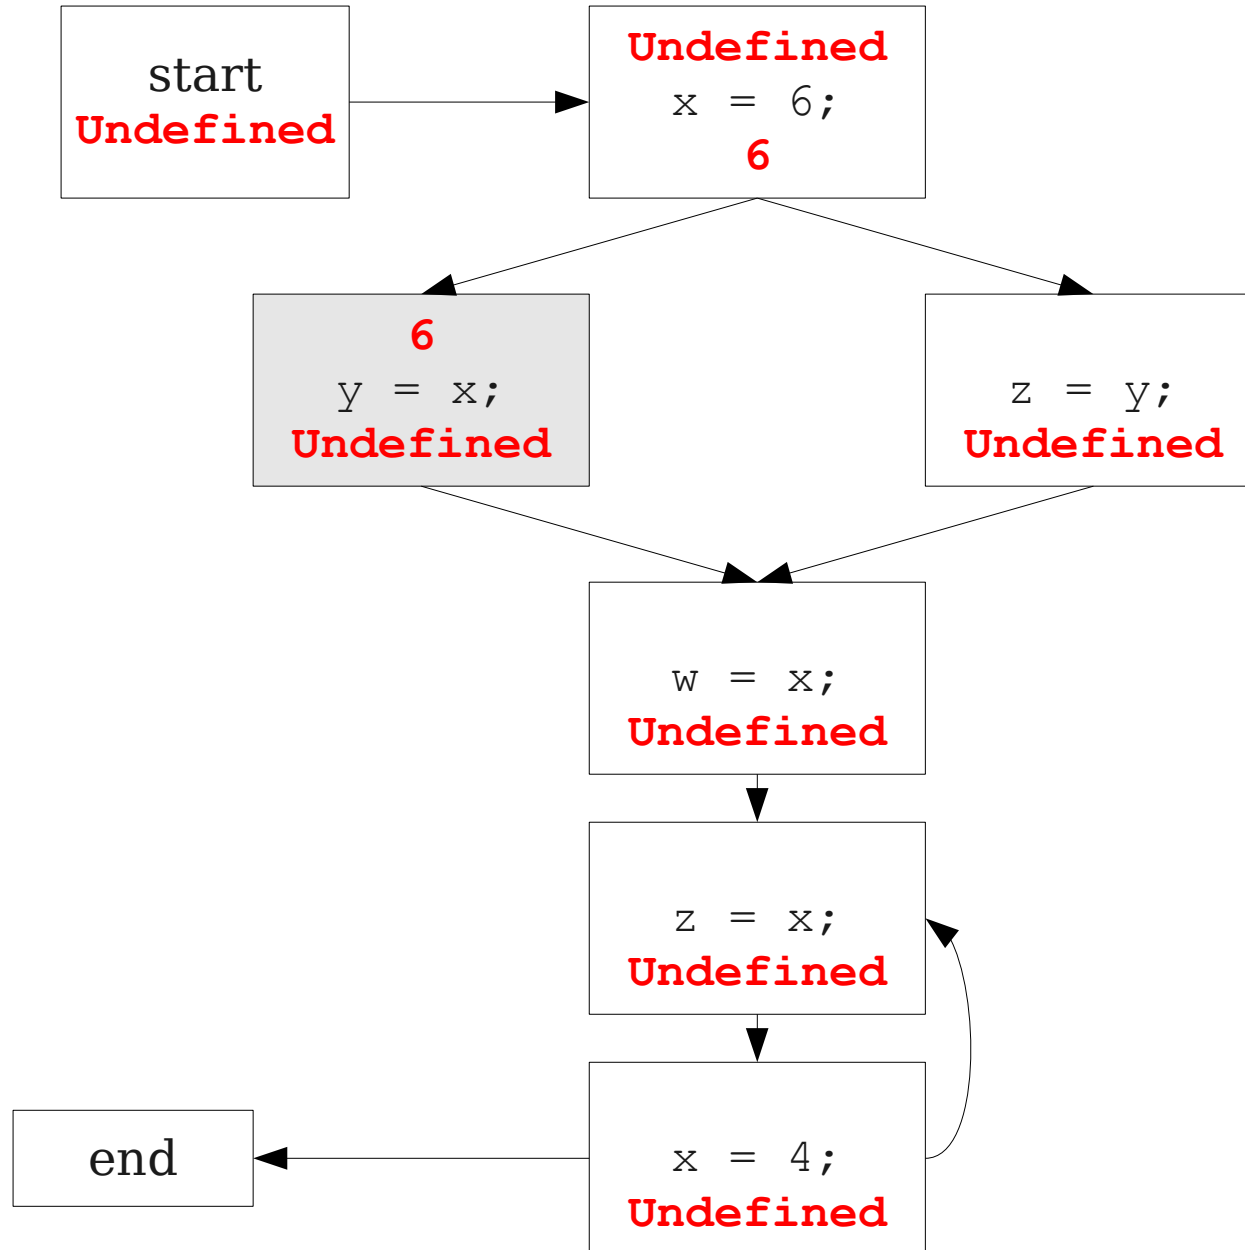 start
Undefined
Undefined
x = 6;
6
6
y = x;
Undefined
z = y;
Undefined
w = x;
Undefined
z = x;
Undefined
end
x = 4;
Undefined